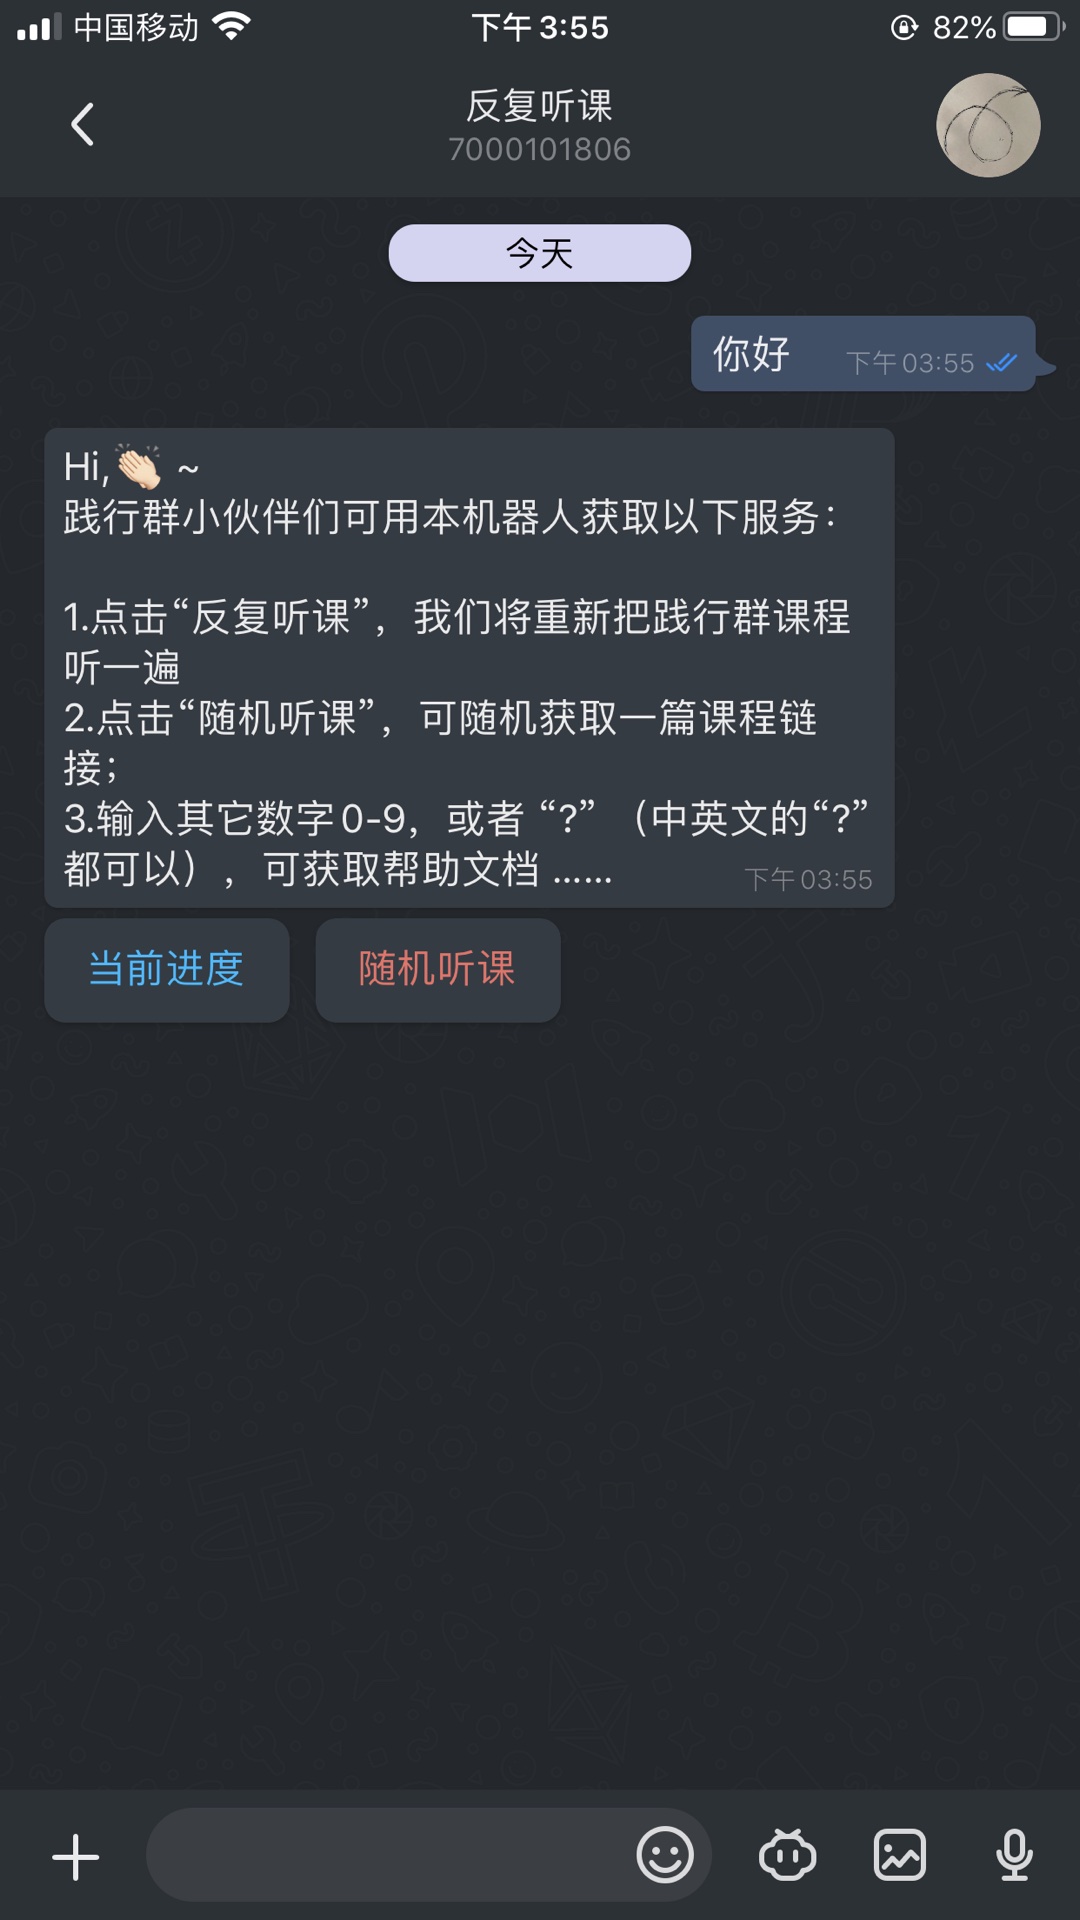 中国移动 下午 3:55 82%
反复听课
7000101806
今天
你好 下午 03:55
Hi,👏🏻 ~
践行群小伙伴们可用本机器人获取以下服务：
1.点击“反复听课”，我们将重新把践行群课程
听一遍
2.点击“随机听课”，可随机获取一篇课程链
接；
3.输入其它数字0-9，或者 “?” （中英文的“?”
都可以），可获取帮助文档 …… 下午 03:55
当前进度 随机听课